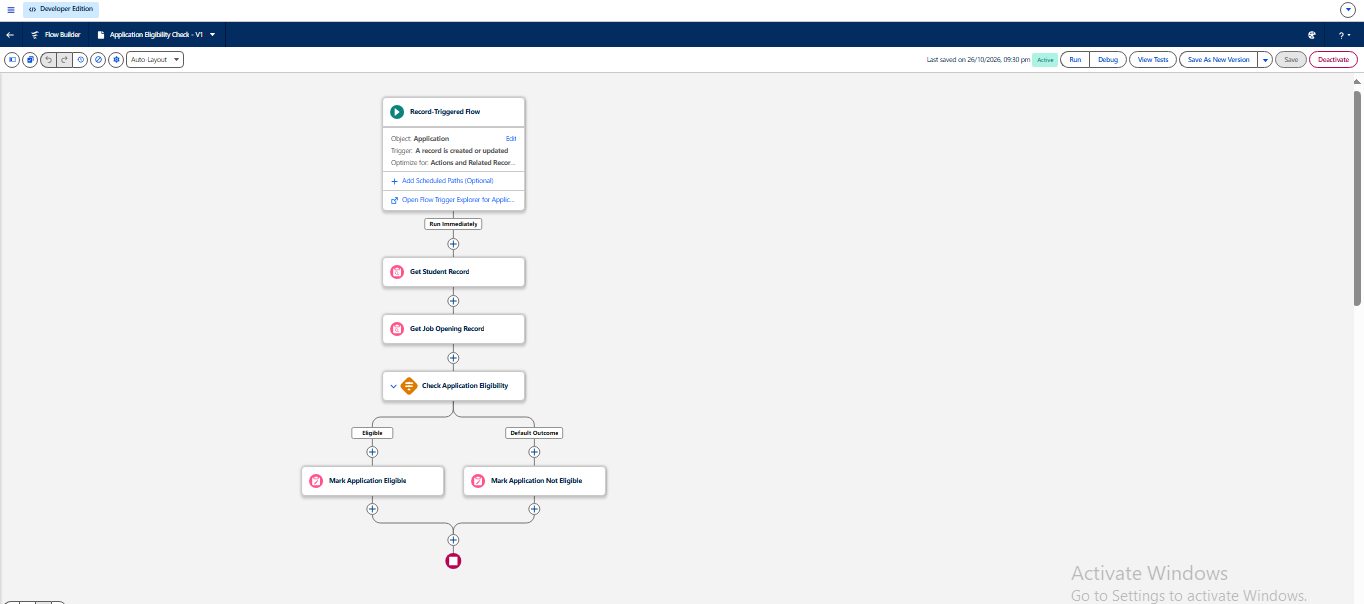 Developer Edition
Flow Builder
Application Eligibility Check - V1
?
Auto Layout
Last saved on 26/10/2026, 09:30 pm
Active
Run
Debug
View Tests
Save As New Version
Save
Deactivate
Record-Triggered Flow
Object: Application
Edit
Trigger: A record is created or updated
Optimize for: Actions and Related Recor...
Add Scheduled Paths (Optional)
Open Flow Trigger Explorer for Applic...
Run Immediately
Get Student Record
Get Job Opening Record
Check Application Eligibility
Eligible
Default Outcome
Mark Application Eligible
Mark Application Not Eligible
Activate Windows
Go to Settings to activate Windows.